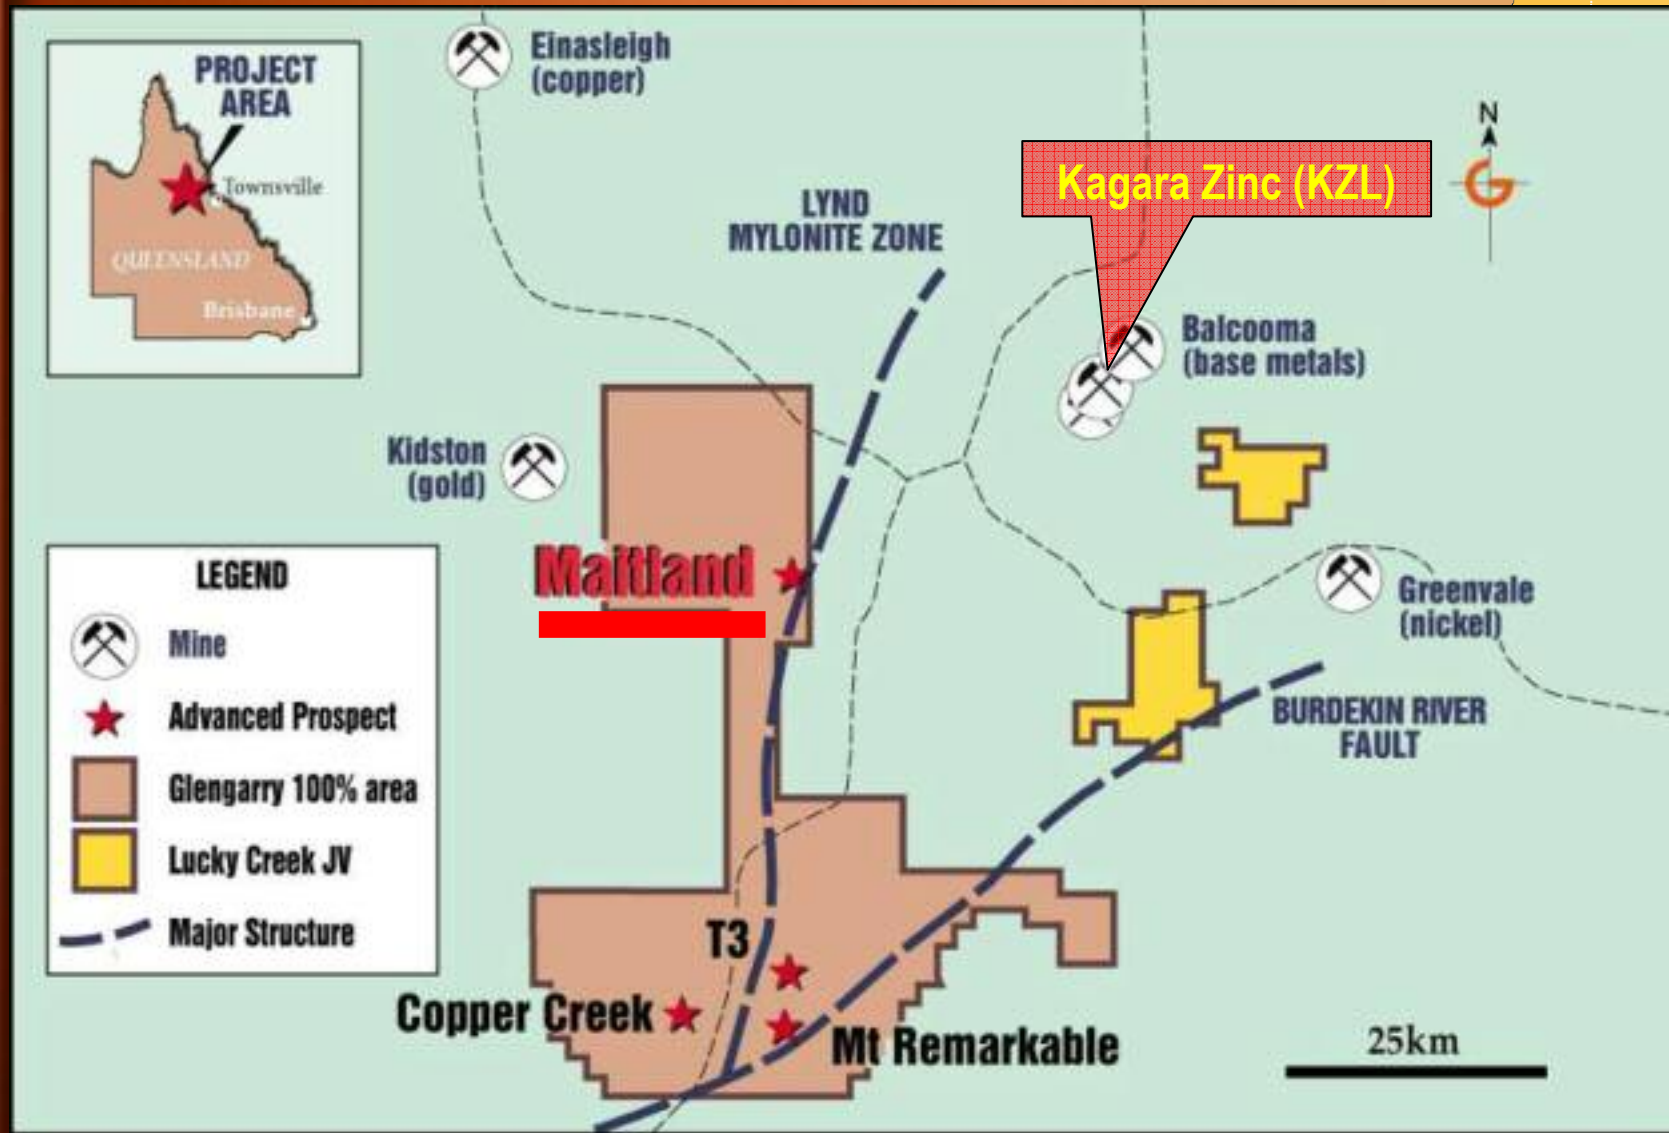 PROJECT
AREA
Townsville
QUEENSLAND
Brisbane
Einasleigh
(copper)
LYND
MYLONITE ZONE
Kagara Zinc (KZL)
N
Balcooma
(base metals)
Kidston
(gold)
Maitland
Greenvale
(nickel)
BURDEKIN RIVER
FAULT
LEGEND
Mine
Advanced Prospect
Glengarry 100% area
Lucky Creek JV
Major Structure
T3
Copper Creek
Mt Remarkable
25km